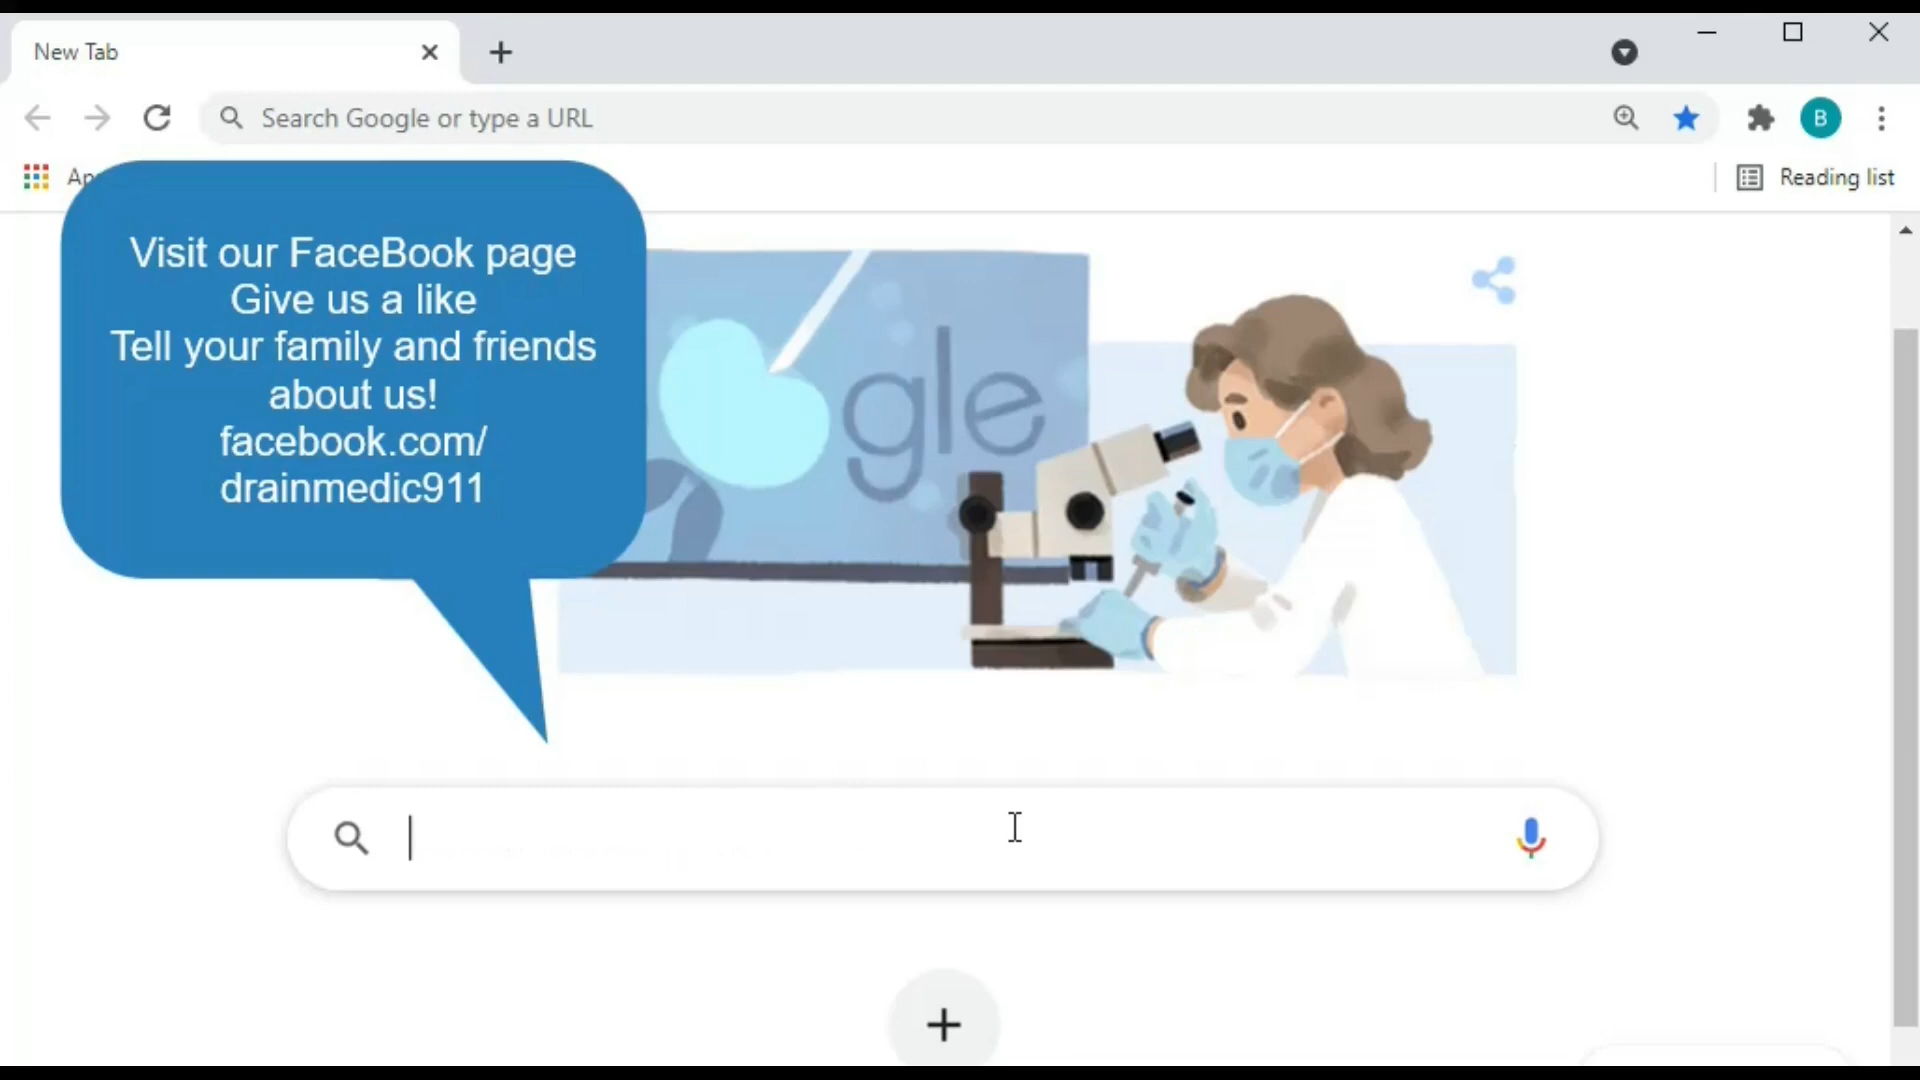 New Tab
Search Google or type a URL
B
Reading list
Visit our FaceBook page
Give us a like
Tell your family and friends
about us!
facebook.com/
drainmedic911
gle